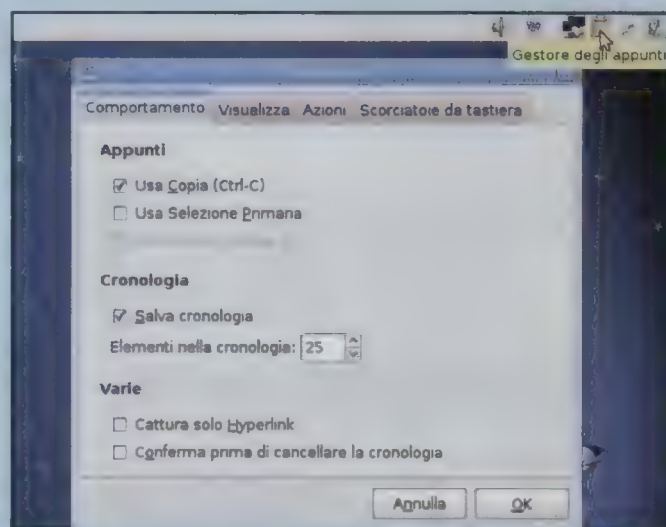 Gestore degli appunti
Comportamento Visualizza Azioni Scorciatoie da tastiera
Appunti
Usa Copia (Ctrl-C)
Usa Selezione Primaria
Cronologia
Salva cronologia
Elementi nella cronologia: 25
Varie
Cattura solo Hyperlink
Conferma prima di cancellare la cronologia
Annulla OK